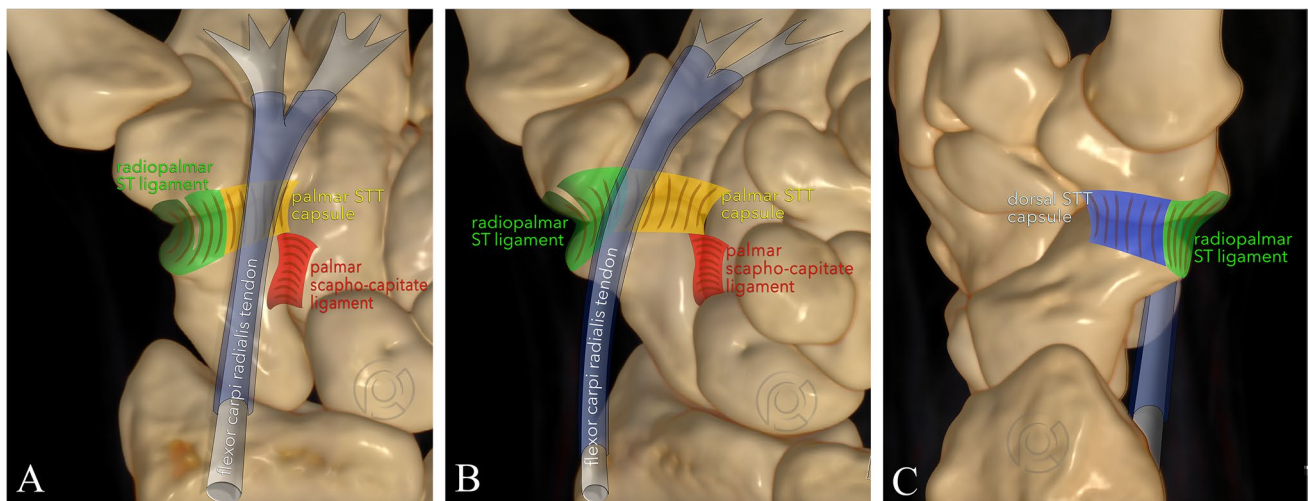 radiopalmar
ST ligament
palmar STT
capsule
palmar
scapho-capitate
ligament
flexor carpi radialis tendon
A
radiopalmar
ST ligament
palmar STT
capsule
palmar
scapho-capitate
ligament
flexor carpi radialis tendon
B
dorsal STT
capsule
radiopalmar
ST ligament
C